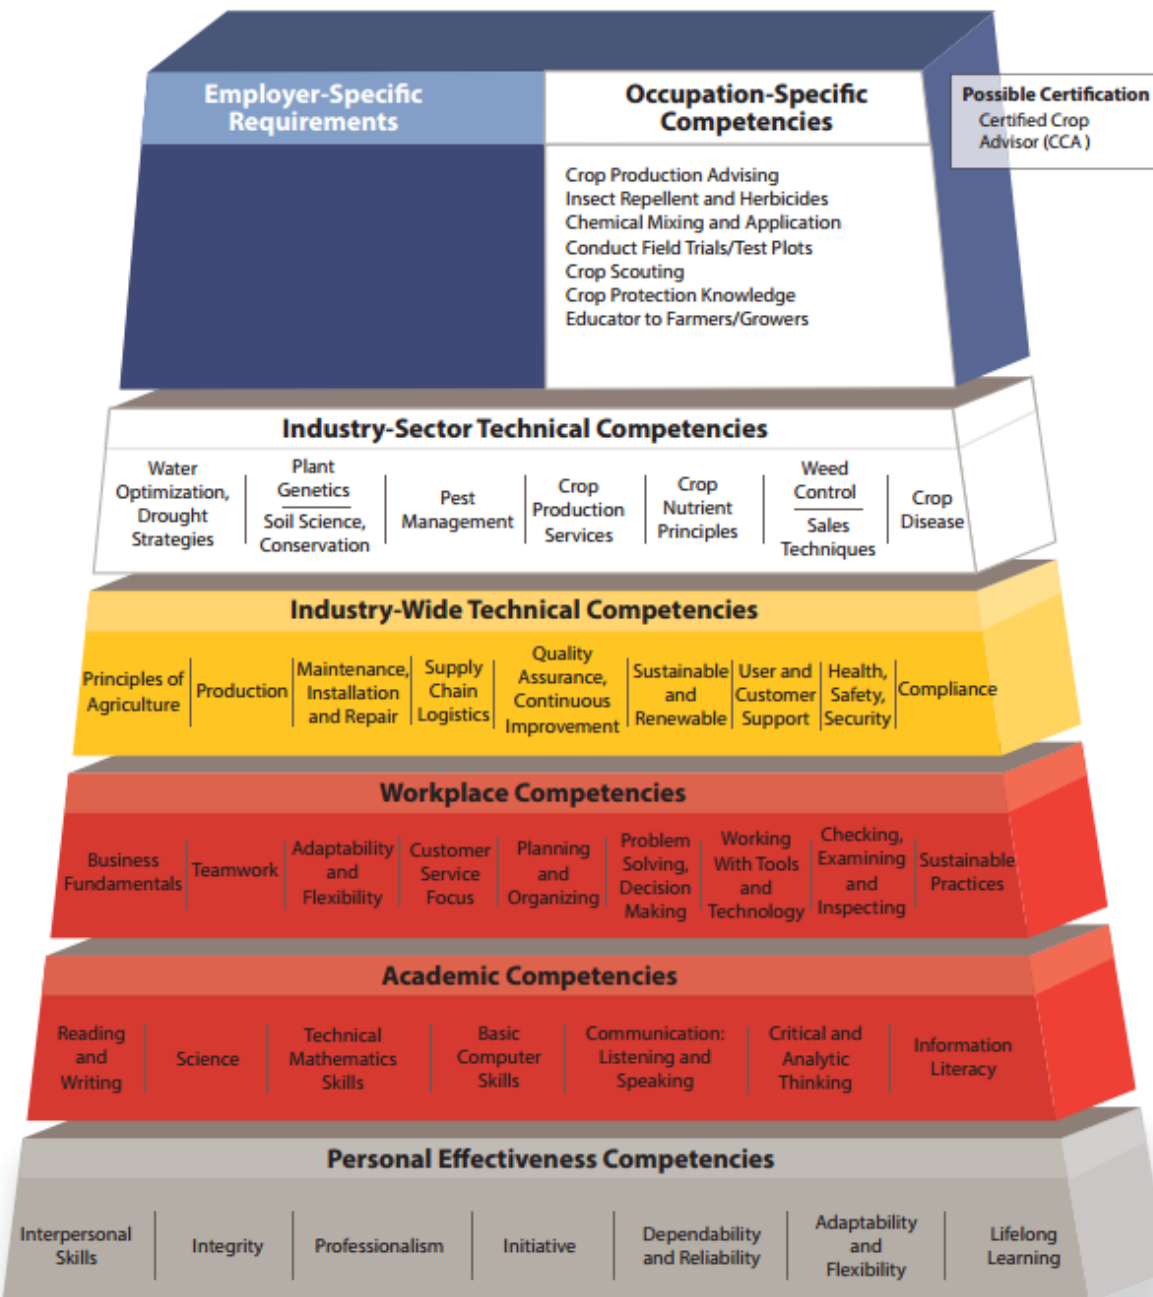 Employer-Specific
Requirements
Occupation-Specific
Competencies
Possible Certification
Certified Crop
Advisor (CCA )
Crop Production Advising
Insect Repellent and Herbicides
Chemical Mixing and Application
Conduct Field Trials/Test Plots
Crop Scouting
Crop Protection Knowledge
Educator to Farmers/Growers
Industry-Sector Technical Competencies
Water
Optimization,
Drought
Strategies
Plant
Genetics
Soil Science,
Conservation
Pest
Management
Crop
Production
Services
Crop
Nutrient
Principles
Weed
Control
Sales
Techniques
Crop
Disease
Industry-Wide Technical Competencies
Principles of
Agriculture
Production
Maintenance,
Installation
and Repair
Supply
Chain
Logistics
Quality
Assurance,
Continuous
Improvement
Sustainable
and
Renewable
User and
Customer
Support
Health,
Safety,
Security
Compliance
Workplace Competencies
Business
Fundamentals
Teamwork
Adaptability
and
Flexibility
Customer
Service
Focus
Planning
and
Organizing
Problem
Solving,
Decision
Making
Working
With Tools
and
Technology
Checking,
Examining
and
Inspecting
Sustainable
Practices
Academic Competencies
Reading
and
Writing
Science
Technical
Mathematics
Skills
Basic
Computer
Skills
Communication:
Listening and
Speaking
Critical and
Analytic
Thinking
Information
Literacy
Personal Effectiveness Competencies
Interpersonal
Skills
Integrity
Professionalism
Initiative
Dependability
and Reliability
Adaptability
and
Flexibility
Lifelong
Learning